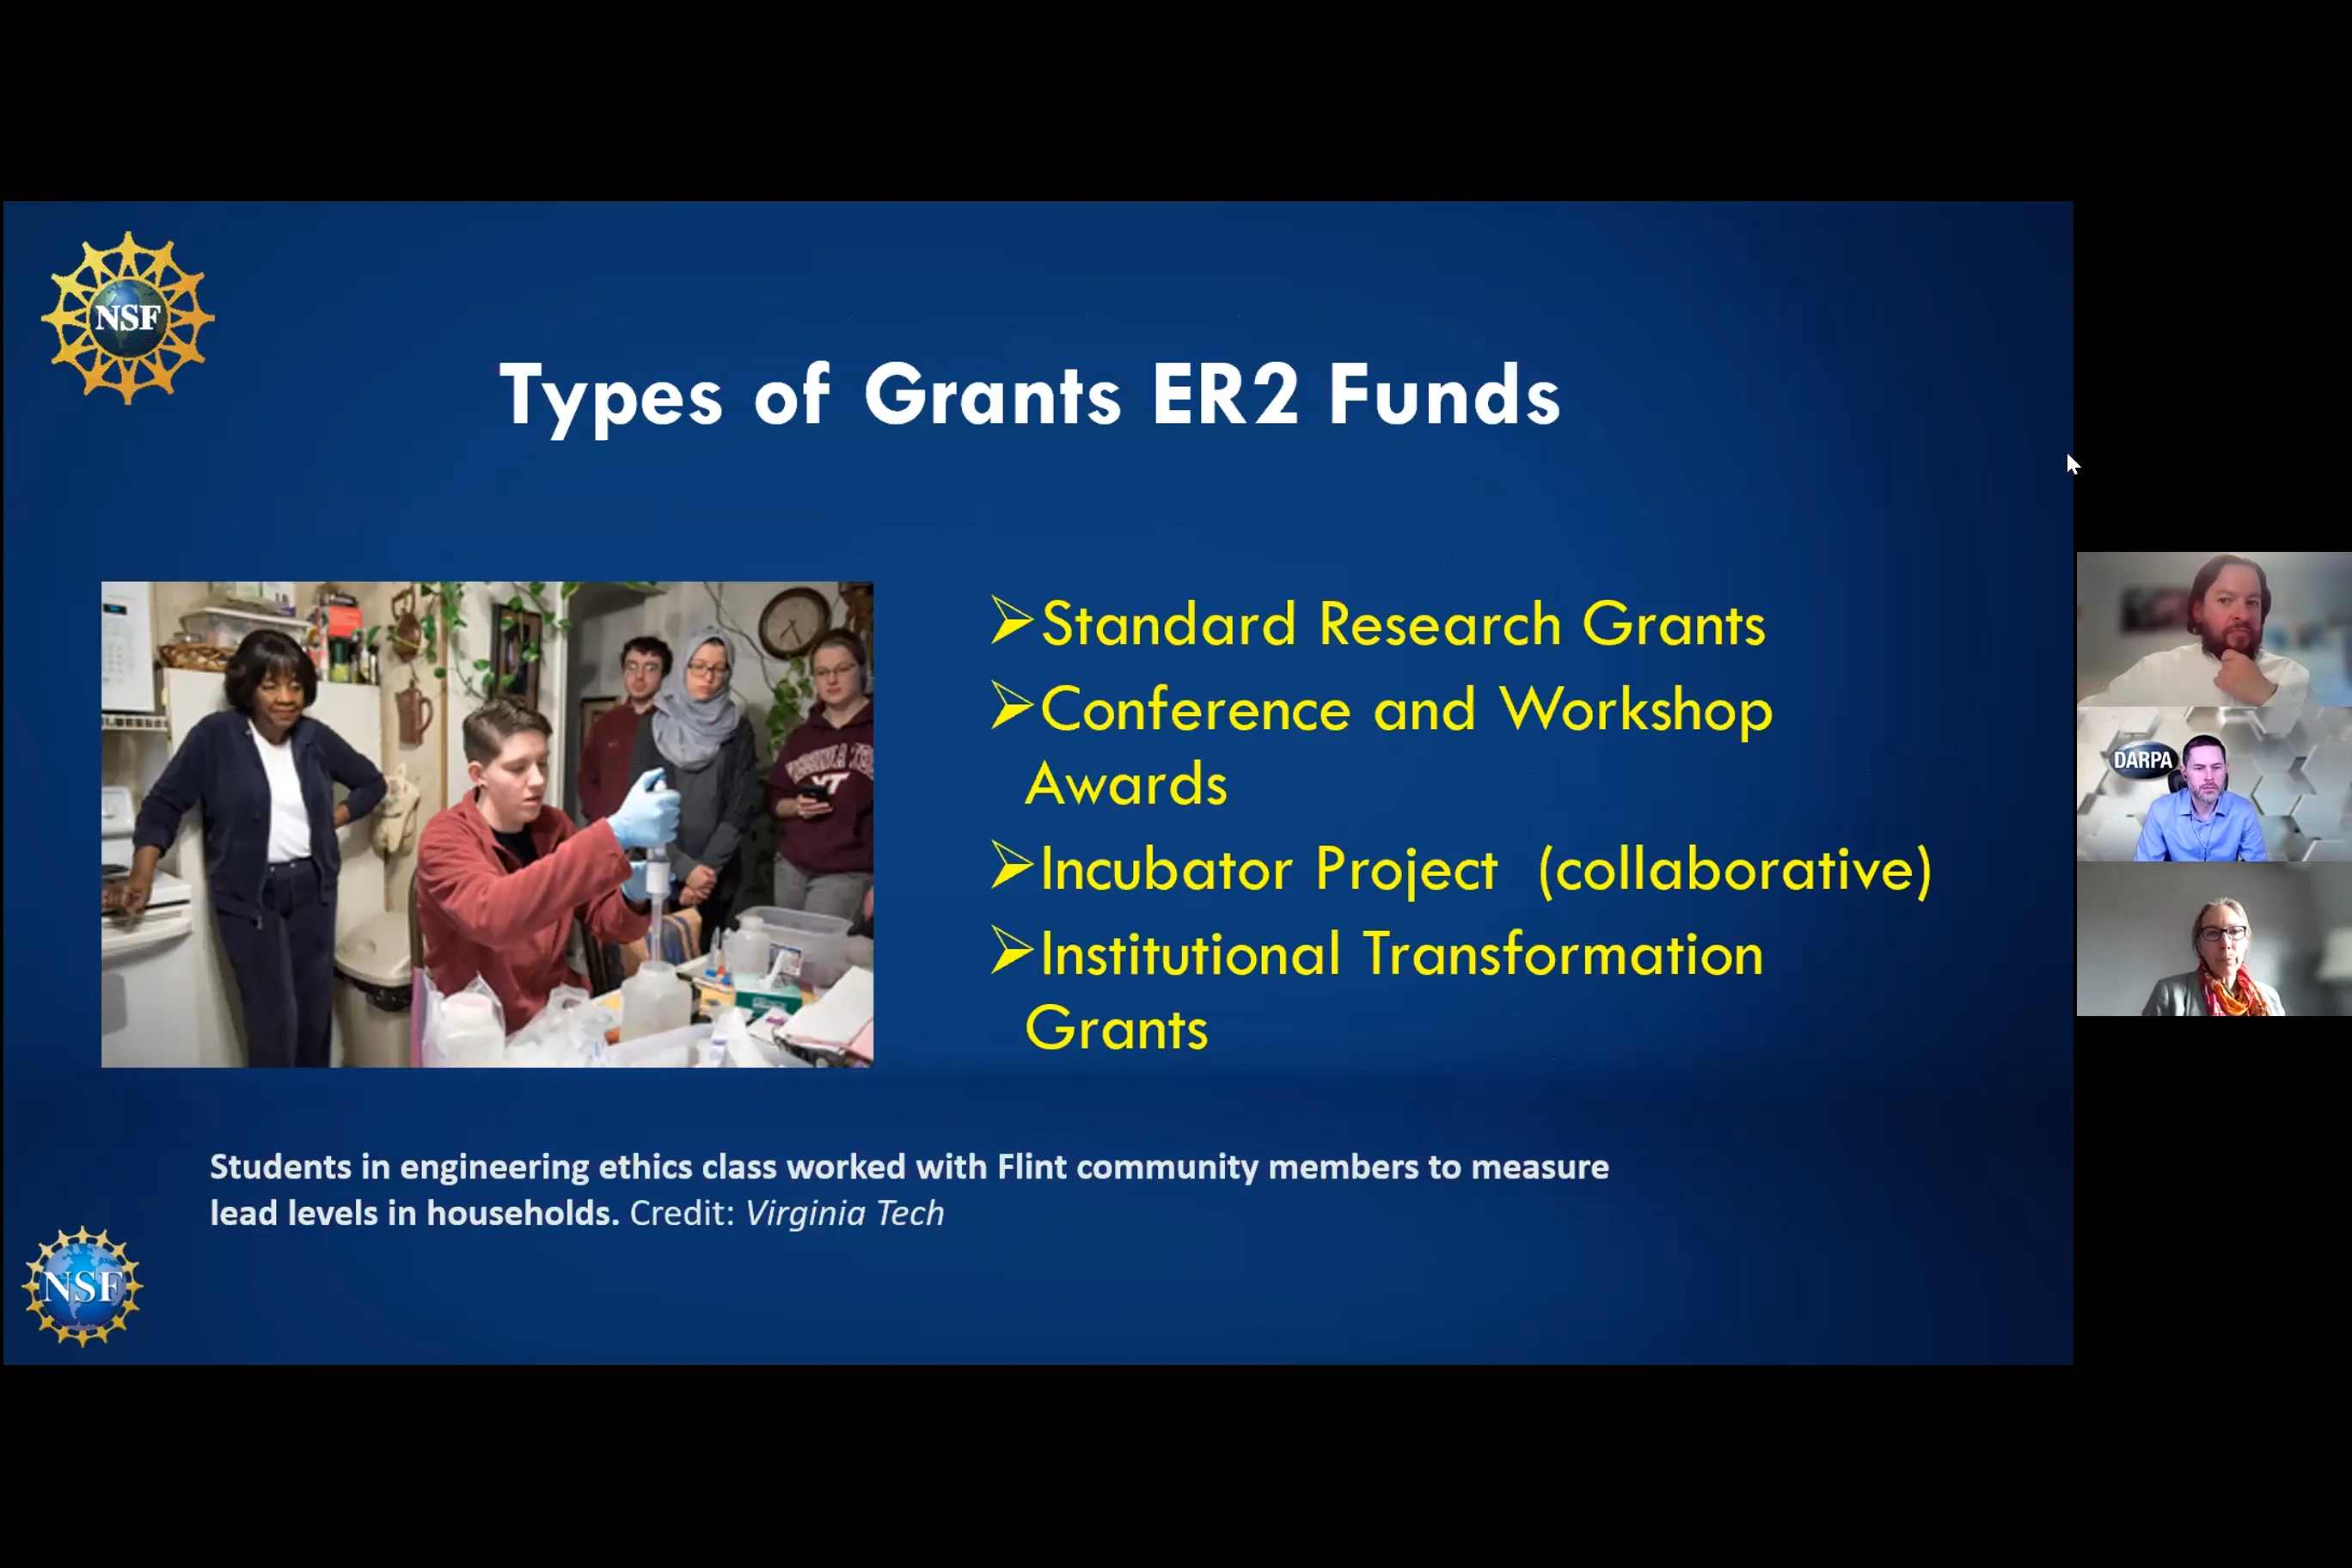 NSF
Types of Grants ER2 Funds
➢Standard Research Grants
➢Conference and Workshop
Awards
➢Incubator Project (collaborative)
➢Institutional Transformation
Grants
VT
DARPA
Students in engineering ethics class worked with Flint community members to measure
lead levels in households. Credit: Virginia Tech
NSF